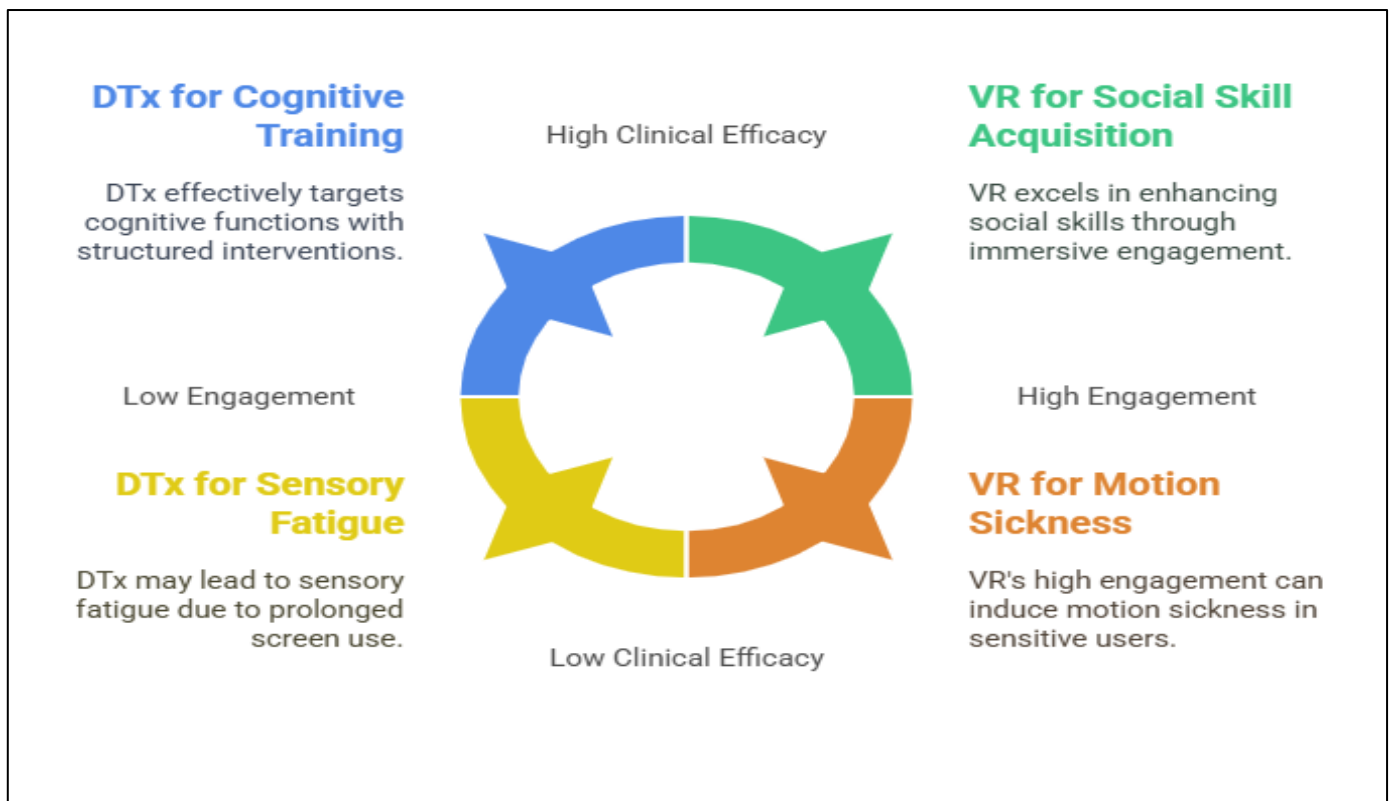 DTx for Cognitive
Training
DTx effectively targets
cognitive functions with
structured interventions.
High Clinical Efficacy
VR for Social Skill
Acquisition
VR excels in enhancing
social skills through
immersive engagement.
Low Engagement
High Engagement
DTx for Sensory
Fatigue
DTx may lead to sensory
fatigue due to prolonged
screen use.
Low Clinical Efficacy
VR for Motion
Sickness
VR's high engagement can
induce motion sickness in
sensitive users.